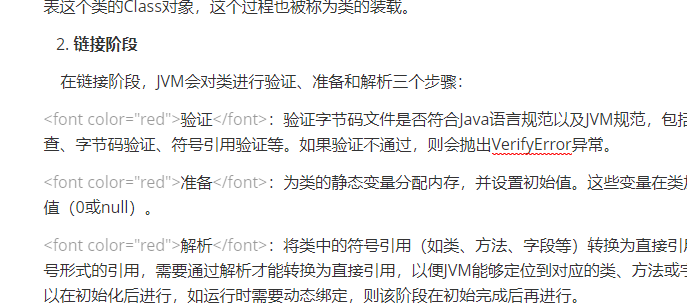 表这个类的Class对象，这个过程也被称为类的装载。
2. 链接阶段
在链接阶段，JVM会对类进行验证、准备和解析三个步骤：
<font color="red">验证</font>：验证字节码文件是否符合Java语言规范以及JVM规范，包括
查、字节码验证、符号引用验证等。如果验证不通过，则会抛出VerifyError异常。
<font color="red">准备</font>：为类的静态变量分配内存，并设置初始值。这些变量在类加
值（0或null）。
<font color="red">解析</font>：将类中的符号引用（如类、方法、字段等）转换为直接引用
号形式的引用，需要通过解析才能转换为直接引用，以便JVM能够定位到对应的类、方法或字
以在初始化后进行，如运行时需要动态绑定，则该阶段在初始完成后再进行。